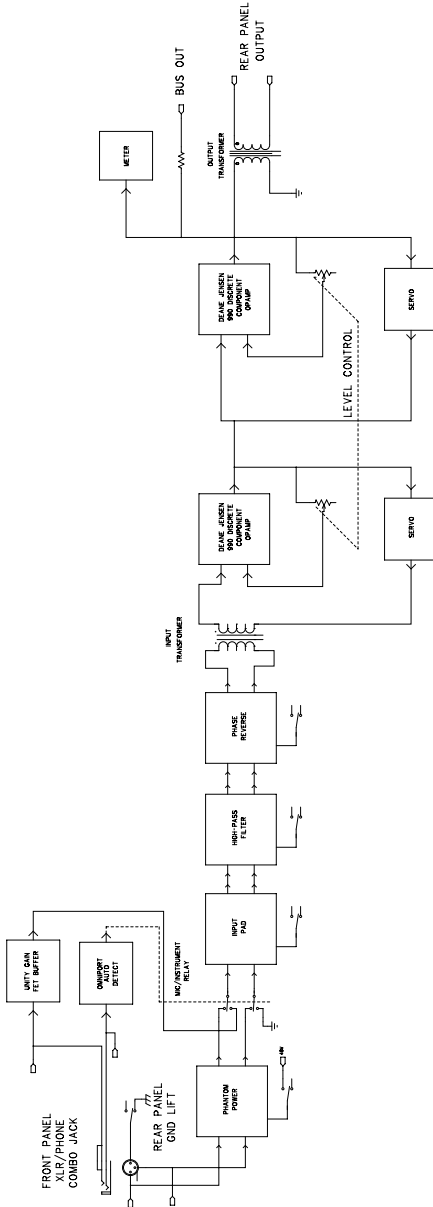 FRONT PANEL
XLR/PHONE
COMBO JACK
UNITY GAIN
FET BUFFER
OMNIPORT
AUTO
DETECT
REAR PANEL
GND LIFT
PHANTOM
POWER
48V
MIC/INSTRUMENT
RELAY
INPUT
PAD
HIGH-PASS
FILTER
PHASE
REVERSE
INPUT
TRANSFORMER
DEANE JENSEN
990 DISCRETE
COMPONENT
OPAMP
SERVO
LEVEL CONTROL
DEANE JENSEN
990 DISCRETE
COMPONENT
OPAMP
SERVO
METER
BUS OUT
OUTPUT
TRANSFORMER
REAR PANEL
OUTPUT